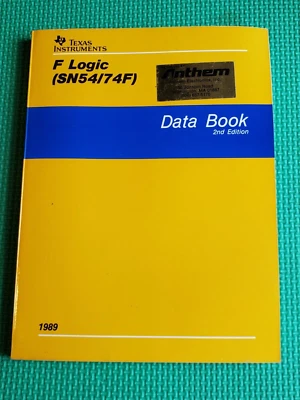 TEXAS
INSTRUMENTS
F Logic
(SN54/74F)
Anthem
Data Book
2nd Edition
1989